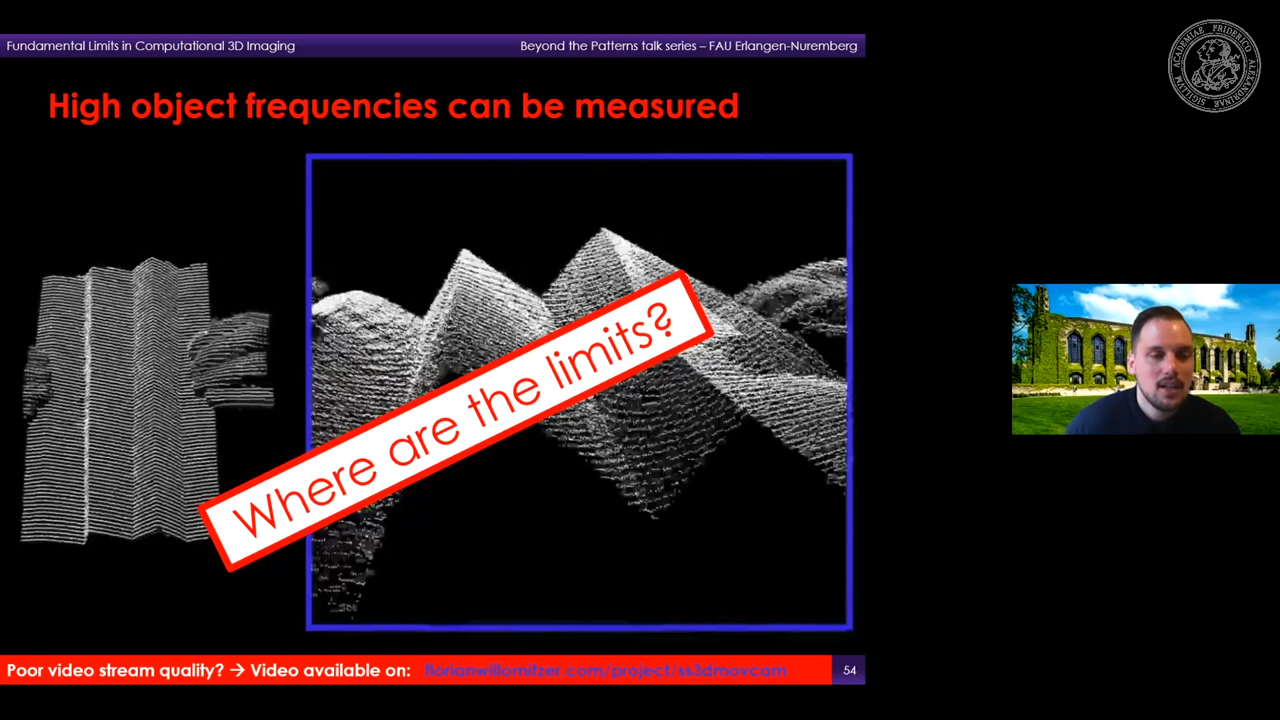 Fundamental Limits in Computational 3D Imaging
Beyond the Patterns talk series – FAU Erlangen-Nuremberg
High object frequencies can be measured
Where are the limits?
Poor video stream quality? → Video available on: florianwillomitzer.com/project/ss3dmovcam
54